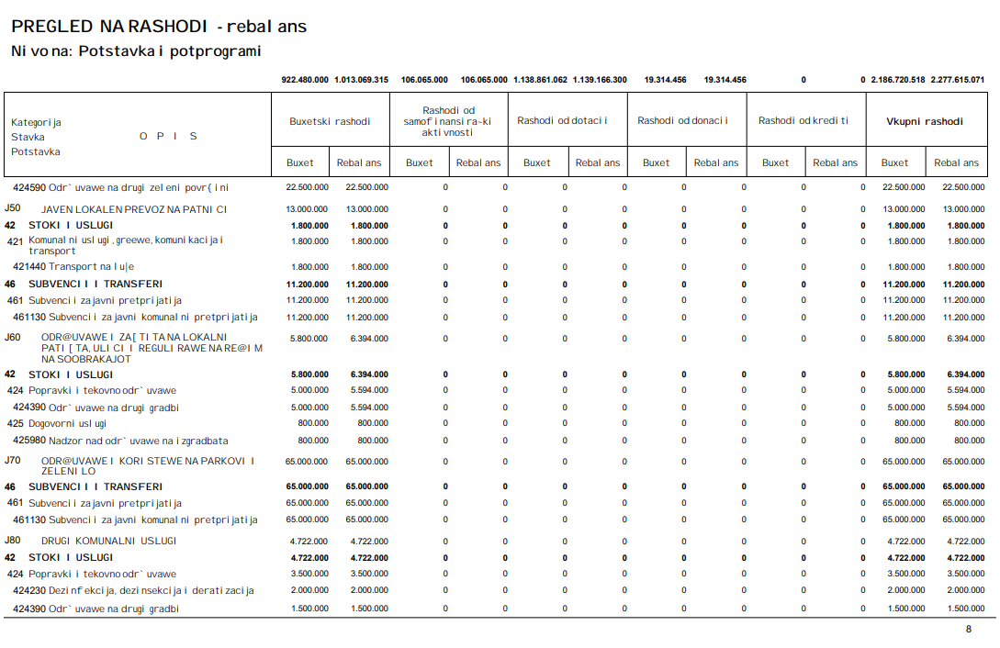 PREGLED NA RASHODI - rebalans
Nivo na: Potstavka i potprogrami
922.480.000 1.013.069.315 106.065.000 106.065.000 1.138.861.062 1.139.166.300 19.314.456 19.314.456 0 0 2.186.720.518 2.277.615.071
Kategorija
Stavka
Potstavka
O P I S
Buxetski rashodi
Rashodi od
samof inansira~ki
aktivnosti
Rashodi od dotacii
Rashodi od donacii
Rashodi od krediti
Vkupni rashodi
Buxet Rebalans Buxet Rebalans Buxet Rebalans Buxet Rebalans Buxet Rebalans Buxet Rebalans
424590 Odr`uvawe na drugi zeleni povr{ini 22.500.000 22.500.000 0 0 0 0 0 0 0 0 22.500.000 22.500.000
J50 JAVEN LOKALEN PREVOZ NA PATNICI 13.000.000 13.000.000 0 0 0 0 0 0 0 0 13.000.000 13.000.000
42 STOKI I USLUGI 1.800.000 1.800.000 0 0 0 0 0 0 0 0 1.800.000 1.800.000
421 Komunalni uslugi, greewe, komunikacija i
transport 1.800.000 1.800.000 0 0 0 0 0 0 0 0 1.800.000 1.800.000
421440 Transport na lu|e 1.800.000 1.800.000 0 0 0 0 0 0 0 0 1.800.000 1.800.000
46 SUBVENCII I TRANSFERI 11.200.000 11.200.000 0 0 0 0 0 0 0 0 11.200.000 11.200.000
461 Subvencii za javni pretprijatija 11.200.000 11.200.000 0 0 0 0 0 0 0 0 11.200.000 11.200.000
461130 Subvencii za javni komunalni pretprijatija 11.200.000 11.200.000 0 0 0 0 0 0 0 0 11.200.000 11.200.000
J60 ODR@UVAWE I ZA[TITA NA LOKALNI 5.800.000 6.394.000 0 0 0 0 0 0 0 0 5.800.000 6.394.000
PATI[TA, ULICI I REGULIRAWE NA RE@IM
NA SOOBRAKAJOT
42 STOKI I USLUGI 5.800.000 6.394.000 0 0 0 0 0 0 0 0 5.800.000 6.394.000
424 Popravki i tekovno odr`uvawe 5.000.000 5.594.000 0 0 0 0 0 0 0 0 5.000.000 5.594.000
424390 Odr`uvawe na drugi gradbi 5.000.000 5.594.000 0 0 0 0 0 0 0 0 5.000.000 5.594.000
425 Dogovorni uslugi 800.000 800.000 0 0 0 0 0 0 0 0 800.000 800.000
425980 Nadzor nad odr`uvawe na izgradbata 800.000 800.000 0 0 0 0 0 0 0 0 800.000 800.000
J70 ODR@UVAWE I KORISTEWE NA PARKOVI I
ZELENILO 65.000.000 65.000.000 0 0 0 0 0 0 0 0 65.000.000 65.000.000
46 SUBVENCII I TRANSFERI 65.000.000 65.000.000 0 0 0 0 0 0 0 0 65.000.000 65.000.000
461 Subvencii za javni pretprijatija 65.000.000 65.000.000 0 0 0 0 0 0 0 0 65.000.000 65.000.000
461130 Subvencii za javni komunalni pretprijatija 65.000.000 65.000.000 0 0 0 0 0 0 0 0 65.000.000 65.000.000
J80 DRUGI KOMUNALNI USLUGI 4.722.000 4.722.000 0 0 0 0 0 0 0 0 4.722.000 4.722.000
42 STOKI I USLUGI 4.722.000 4.722.000 0 0 0 0 0 0 0 0 4.722.000 4.722.000
424 Popravki i tekovno odr`uvawe 3.500.000 3.500.000 0 0 0 0 0 0 0 0 3.500.000 3.500.000
424230 Dezinfekcija, dezinsekcija i deratizacija 2.000.000 2.000.000 0 0 0 0 0 0 0 0 2.000.000 2.000.000
424390 Odr`uvawe na drugi gradbi 1.500.000 1.500.000 0 0 0 0 0 0 0 0 1.500.000 1.500.000
8